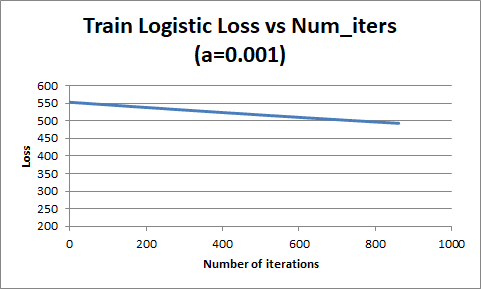 Train Logistic Loss vs Num_iters
(a=0.001)
600
550
500
450
400
350
300
250
200
Loss
0 200 400 600 800 1000
Number of iterations